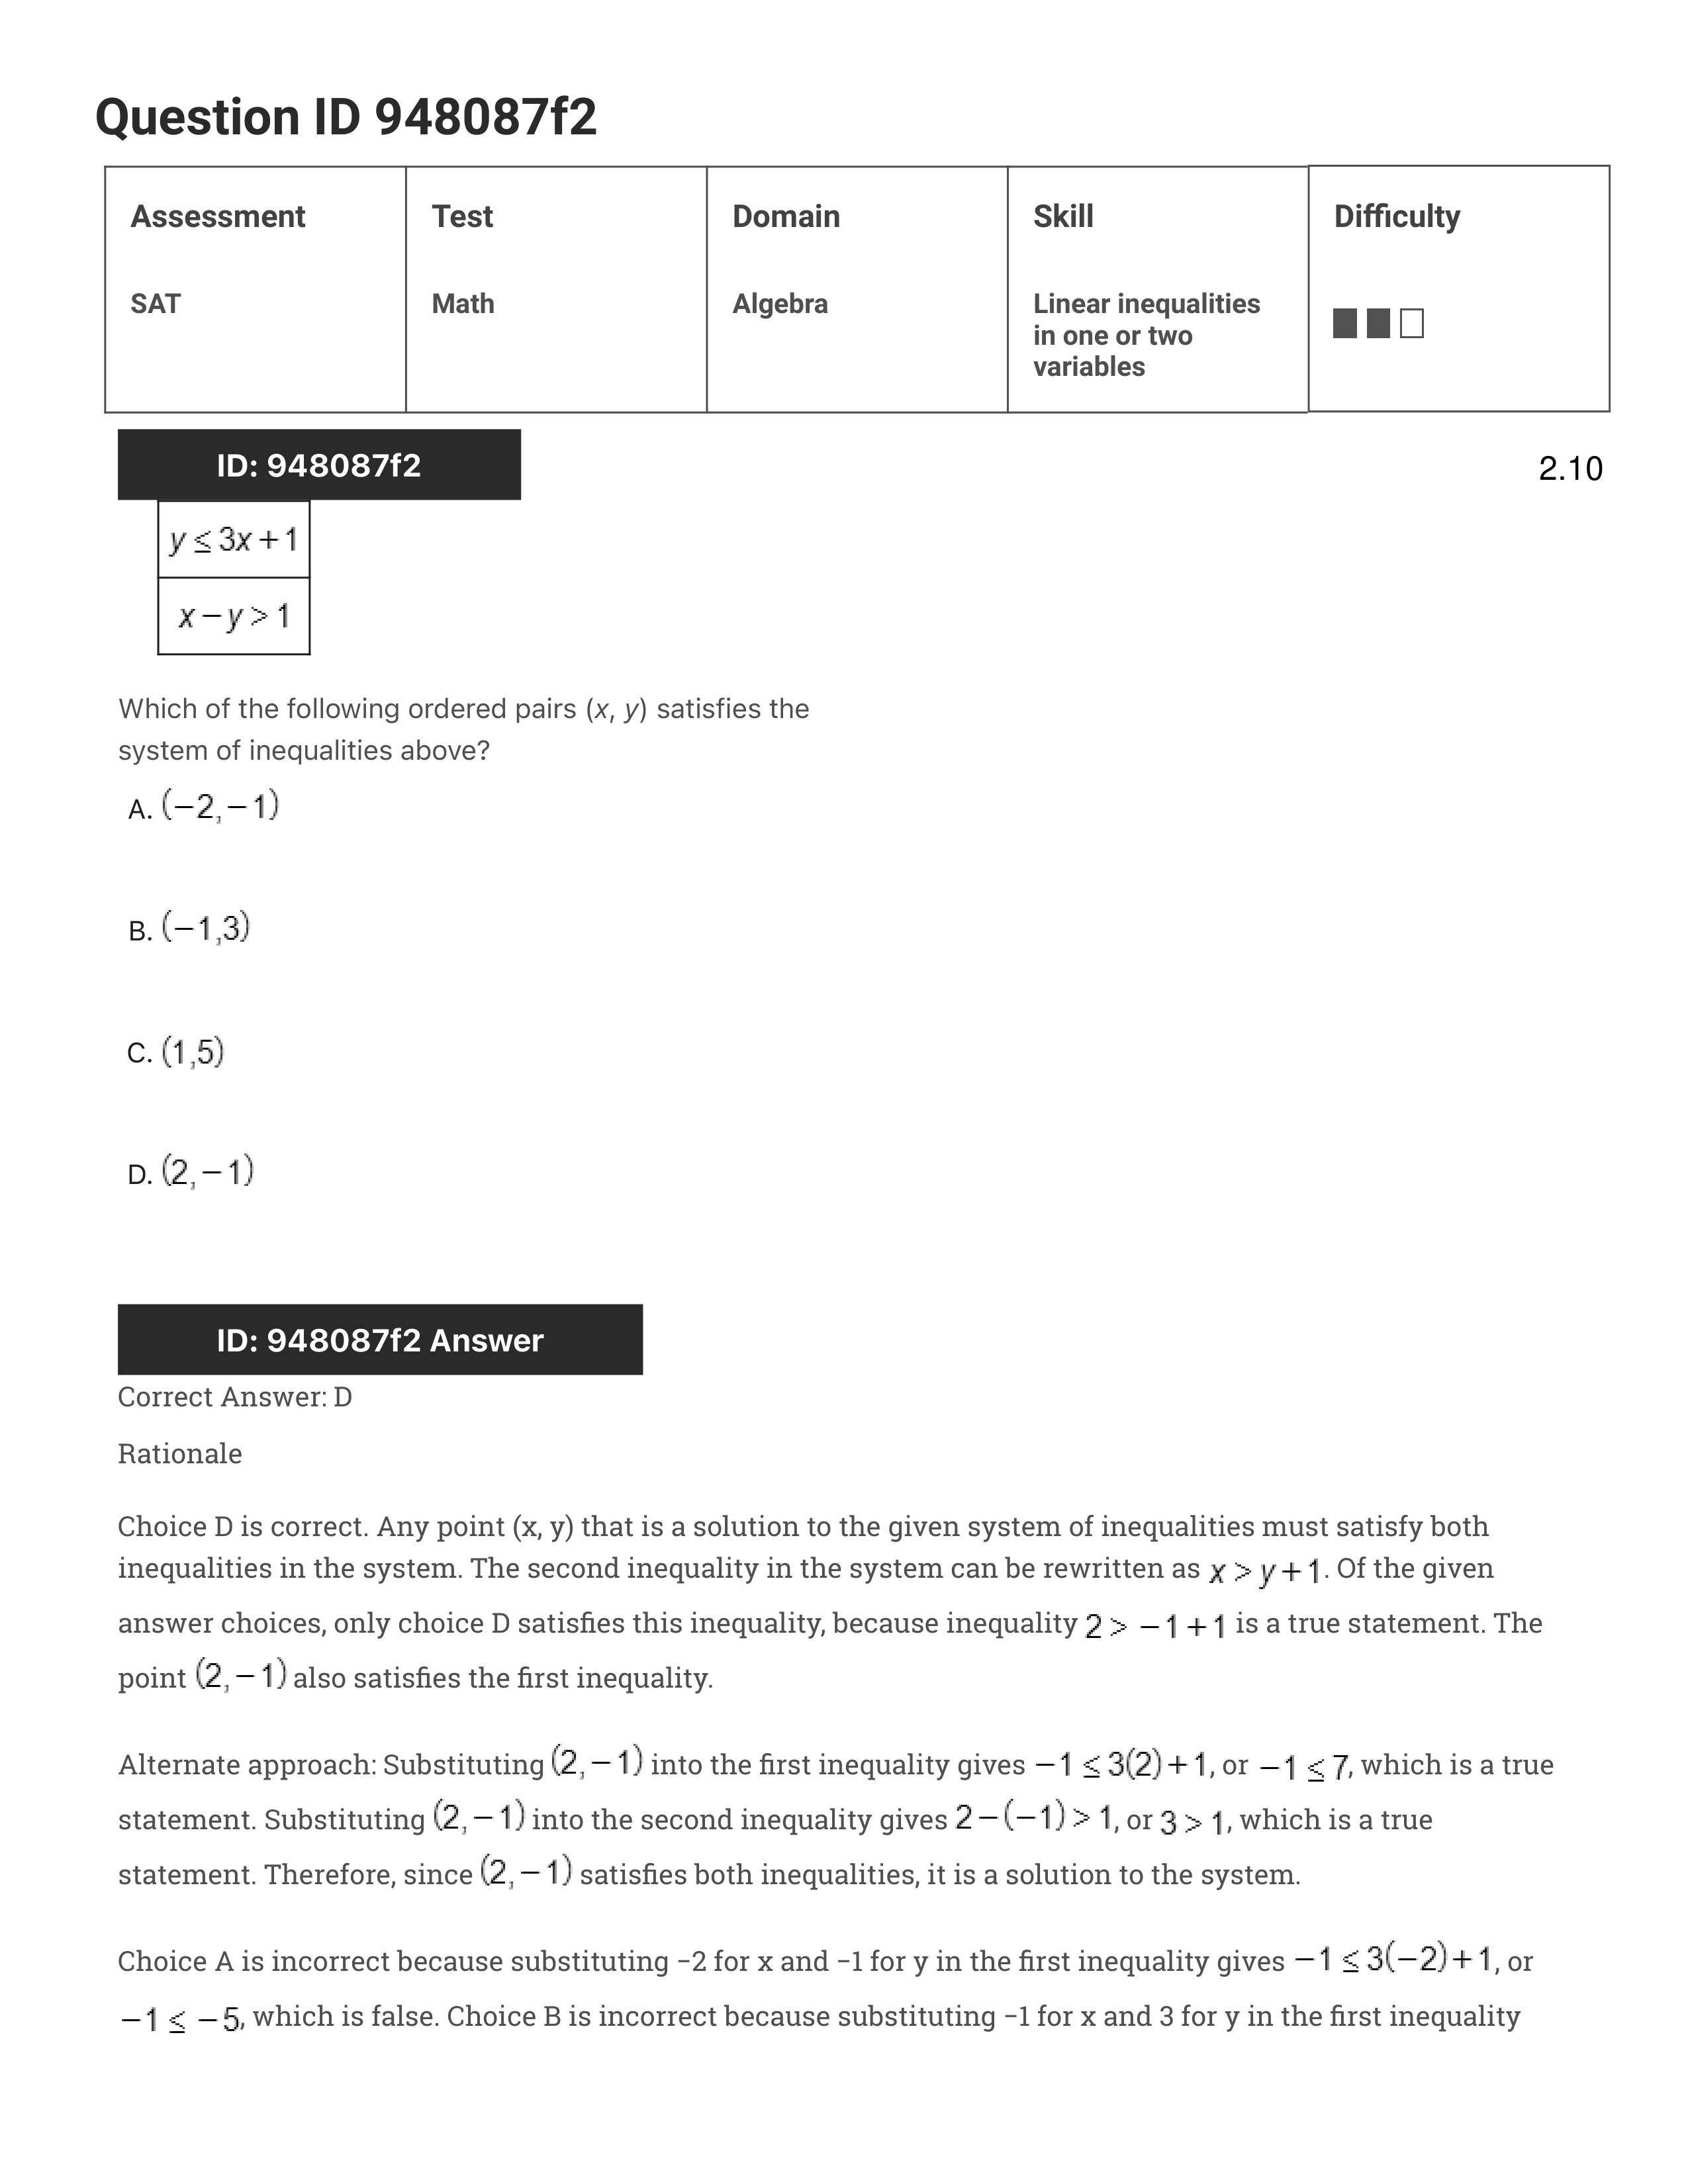 Question ID 948087f2
Assessment
Test
Domain
Skill
Difficulty
SAT
Math
Algebra
Linear inequalities
in one or two
variables
ID: 948087f2
2.10
y ≤ 3x + 1
x − y > 1
Which of the following ordered pairs (x, y) satisfies the
system of inequalities above?
A. (−2, −1)
B. (−1,3)
C. (1,5)
D. (2, −1)
ID: 948087f2 Answer
Correct Answer: D
Rationale
Choice D is correct. Any point (x, y) that is a solution to the given system of inequalities must satisfy both
inequalities in the system. The second inequality in the system can be rewritten as x > y + 1. Of the given
answer choices, only choice D satisfies this inequality, because inequality 2 > −1 + 1 is a true statement. The
point (2, −1) also satisfies the first inequality.
Alternate approach: Substituting (2, −1) into the first inequality gives −1 ≤ 3(2) + 1, or −1 ≤ 7, which is a true
statement. Substituting (2, −1) into the second inequality gives 2 − (−1) > 1, or 3 > 1, which is a true
statement. Therefore, since (2, −1) satisfies both inequalities, it is a solution to the system.
Choice A is incorrect because substituting −2 for x and −1 for y in the first inequality gives −1 ≤ 3(−2) + 1, or
−1 ≤ −5, which is false. Choice B is incorrect because substituting −1 for x and 3 for y in the first inequality